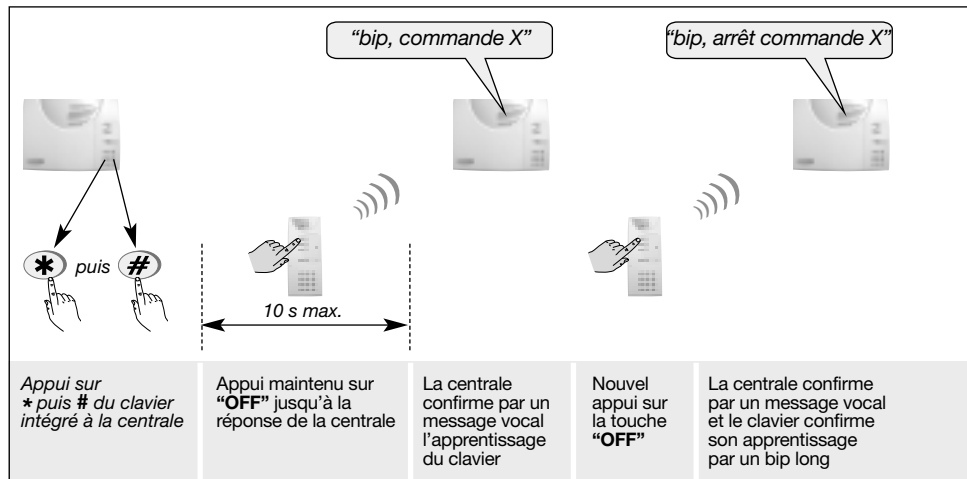 “bip, commande X”
“bip, arrêt commande X”
* puis #
10 s max.
Appui sur
* puis # du clavier
intégré à la centrale
Appui maintenu sur
“OFF” jusqu’à la
réponse de la centrale
La centrale
confirme par un
message vocal
l’apprentissage
du clavier
Nouvel
appui sur
la touche
“OFF”
La centrale confirme
par un message vocal
et le clavier confirme
son apprentissage
par un bip long